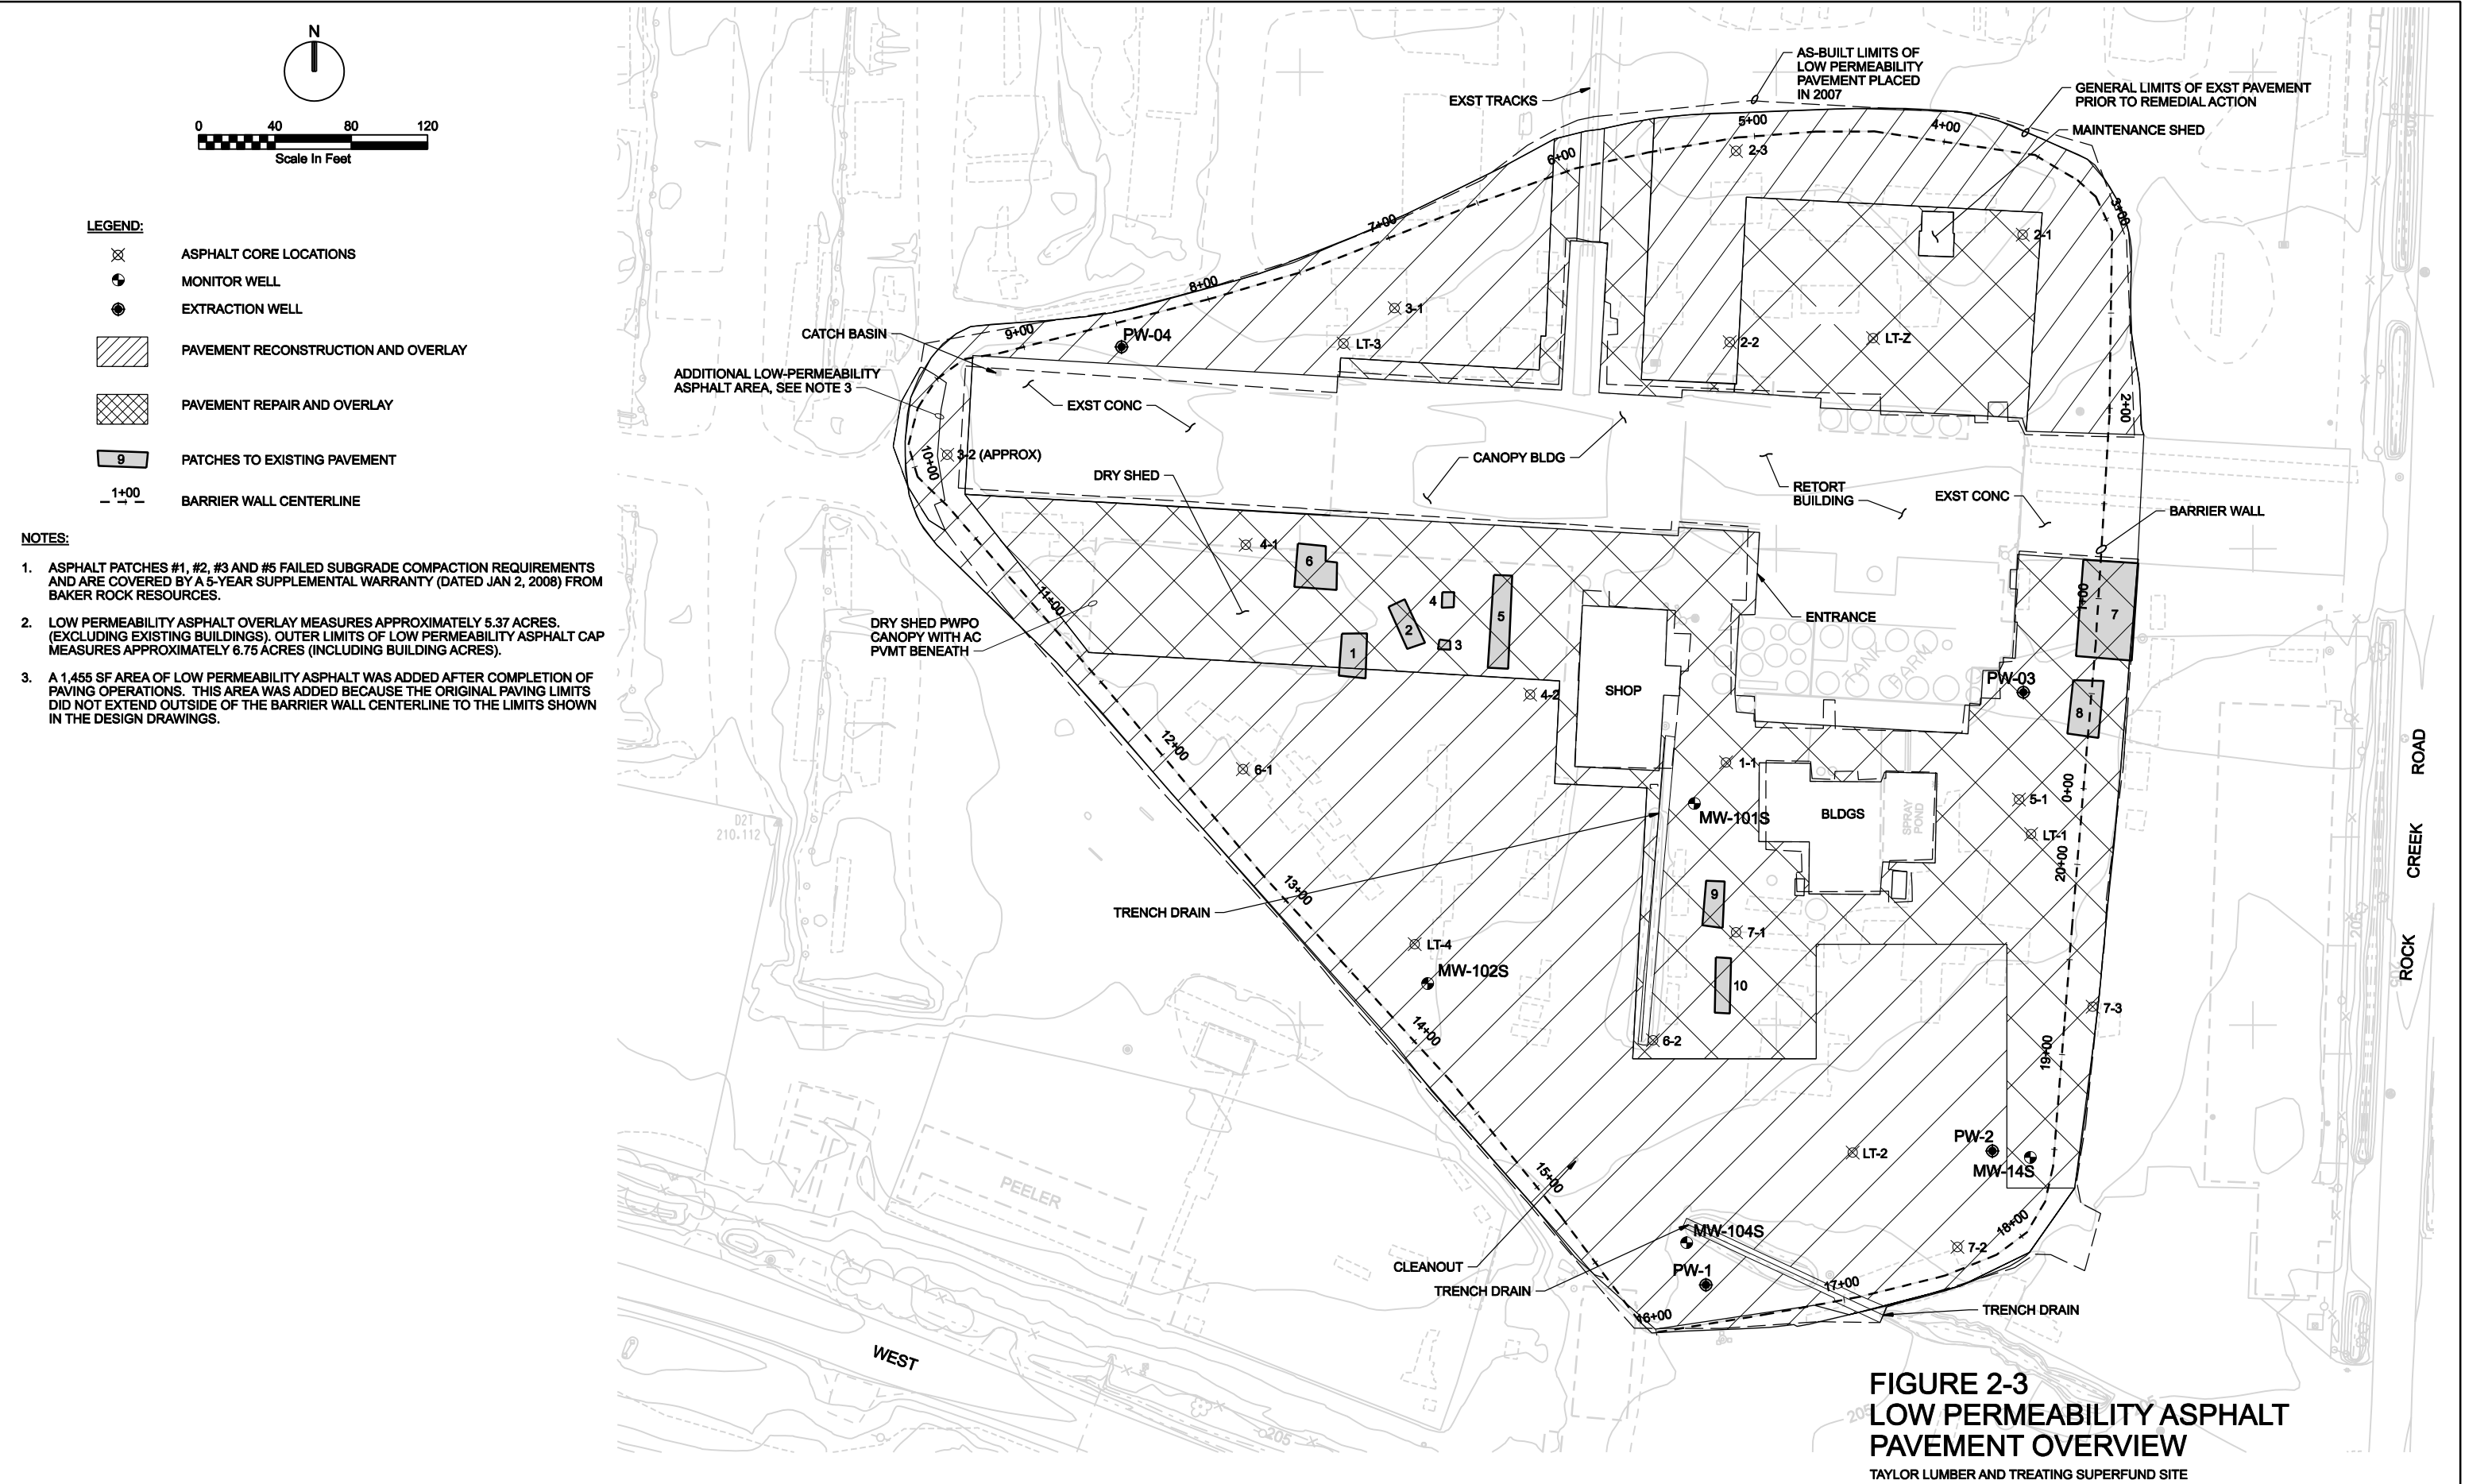 N
0 40 80 120
Scale In Feet
LEGEND:
ASPHALT CORE LOCATIONS
MONITOR WELL
EXTRACTION WELL
PAVEMENT RECONSTRUCTION AND OVERLAY
PAVEMENT REPAIR AND OVERLAY
9 PATCHES TO EXISTING PAVEMENT
1+00 BARRIER WALL CENTERLINE
NOTES:
1. ASPHALT PATCHES #1, #2, #3 AND #5 FAILED SUBGRADE COMPACTION REQUIREMENTS
AND ARE COVERED BY A 5-YEAR SUPPLEMENTAL WARRANTY (DATED JAN 2, 2008) FROM
BAKER ROCK RESOURCES.
2. LOW PERMEABILITY ASPHALT OVERLAY MEASURES APPROXIMATELY 5.37 ACRES.
(EXCLUDING EXISTING BUILDINGS). OUTER LIMITS OF LOW PERMEABILITY ASPHALT CAP
MEASURES APPROXIMATELY 6.75 ACRES (INCLUDING BUILDING ACRES).
3. A 1,455 SF AREA OF LOW PERMEABILITY ASPHALT WAS ADDED AFTER COMPLETION OF
PAVING OPERATIONS. THIS AREA WAS ADDED BECAUSE THE ORIGINAL PAVING LIMITS
DID NOT EXTEND OUTSIDE OF THE BARRIER WALL CENTERLINE TO THE LIMITS SHOWN
IN THE DESIGN DRAWINGS.
AS-BUILT LIMITS OF
LOW PERMEABILITY
PAVEMENT PLACED
IN 2007
EXST TRACKS
GENERAL LIMITS OF EXST PAVEMENT
PRIOR TO REMEDIAL ACTION
MAINTENANCE SHED
5+00
4+00
6+00
2-3
3+00
7+00
2-1
8+00
3-1
9+00
PW-04
LT-3
2-2
LT-Z
CATCH BASIN
ADDITIONAL LOW-PERMEABILITY
ASPHALT AREA, SEE NOTE 3
EXST CONC
2+00
10+00
3-2 (APPROX)
CANOPY BLDG
DRY SHED
RETORT
BUILDING
EXST CONC
BARRIER WALL
4-1
6
11+00
4
2
5
3
1
1+00
7
DRY SHED PWPO
CANOPY WITH AC
PVMT BENEATH
ENTRANCE
TANK
FARM
SHOP
4-2
PW-03
8
12+00
6-1
1-1
MW-101S
BLDGS
SPRAY
POND
5-1
0+00
LT-1
20+00
D2T
210.112
13+00
TRENCH DRAIN
9
7-1
LT-4
MW-102S
10
7-3
14+00
6-2
19+00
ROCK CREEK ROAD
205
205
205
15+00
LT-2
PW-2
MW-14S
PEELER
18+00
MW-104S
7-2
CLEANOUT
PW-1
TRENCH DRAIN
17+00
16+00
TRENCH DRAIN
WEST
205
205
FIGURE 2-3
LOW PERMEABILITY ASPHALT
PAVEMENT OVERVIEW
TAYLOR LUMBER AND TREATING SUPERFUND SITE